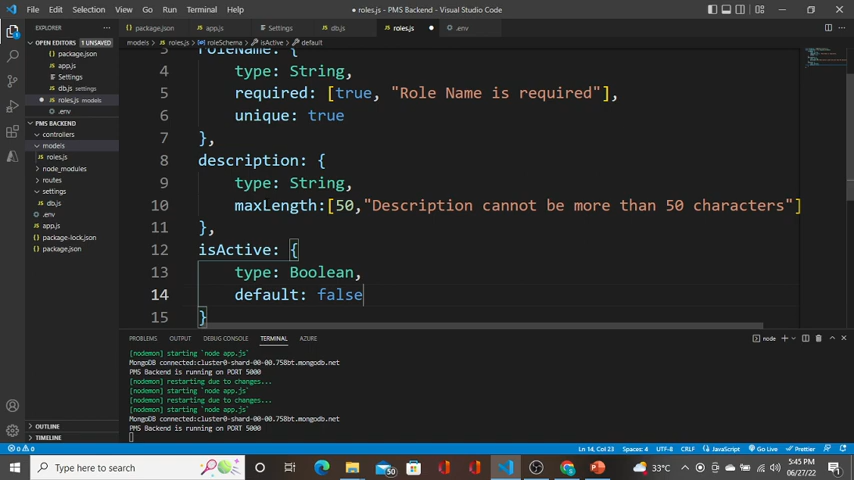 File Edit Selection View Go Run Terminal Help
● roles.js - PMS Backend - Visual Studio Code
EXPLORER ...
OPEN EDITORS 1 UNSAVED
package.json
app.js
Settings
db.js
roles.js models
.env
PMS BACKEND
controllers
models
roles.js
node_modules
routes
settings
db.js
.env
app.js
package-lock.json
package.json
OUTLINE
TIMELINE
package.json app.js Settings db.js roles.js ● .env
models > roles.js > roleSchema > isActive > default
3 roleName: {
4 type: String,
5 required: [true, "Role Name is required"],
6 unique: true
7 },
8 description: {
9 type: String,
10 maxLength:[50,"Description cannot be more than 50 characters"]
11 },
12 isActive: {
13 type: Boolean,
14 default: false
15 }
PROBLEMS OUTPUT DEBUG CONSOLE TERMINAL AZURE
node
[nodemon] starting `node app.js`
MongoDB connected:cluster0-shard-00-00.758bt.mongodb.net
PMS Backend is running on PORT 5000
[nodemon] restarting due to changes...
[nodemon] starting `node app.js`
[nodemon] restarting due to changes...
[nodemon] starting `node app.js`
MongoDB connected:cluster0-shard-00-00.758bt.mongodb.net
PMS Backend is running on PORT 5000
0 0
Ln 14, Col 23 Spaces: 4 UTF-8 CRLF JavaScript Go Live Prettier
Type here to search
50
33°C
5:45 PM
06/27/22